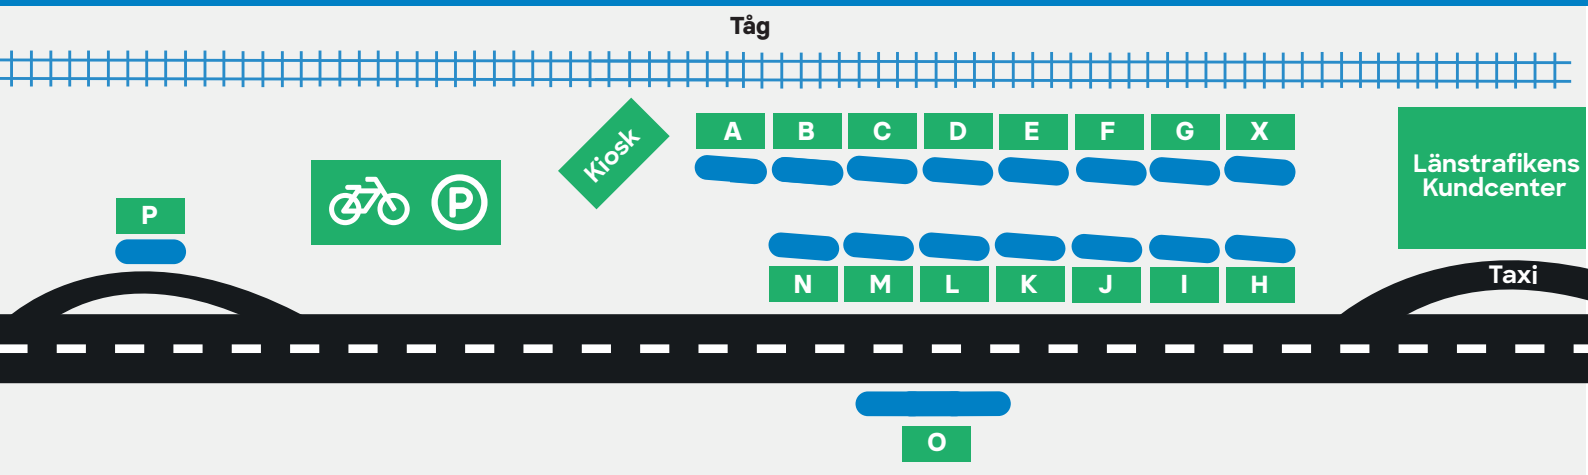 Tåg
Kiosk
A B C D E F G X
Länstrafikens
Kundcenter
P
P
N M L K J I H
Taxi
O